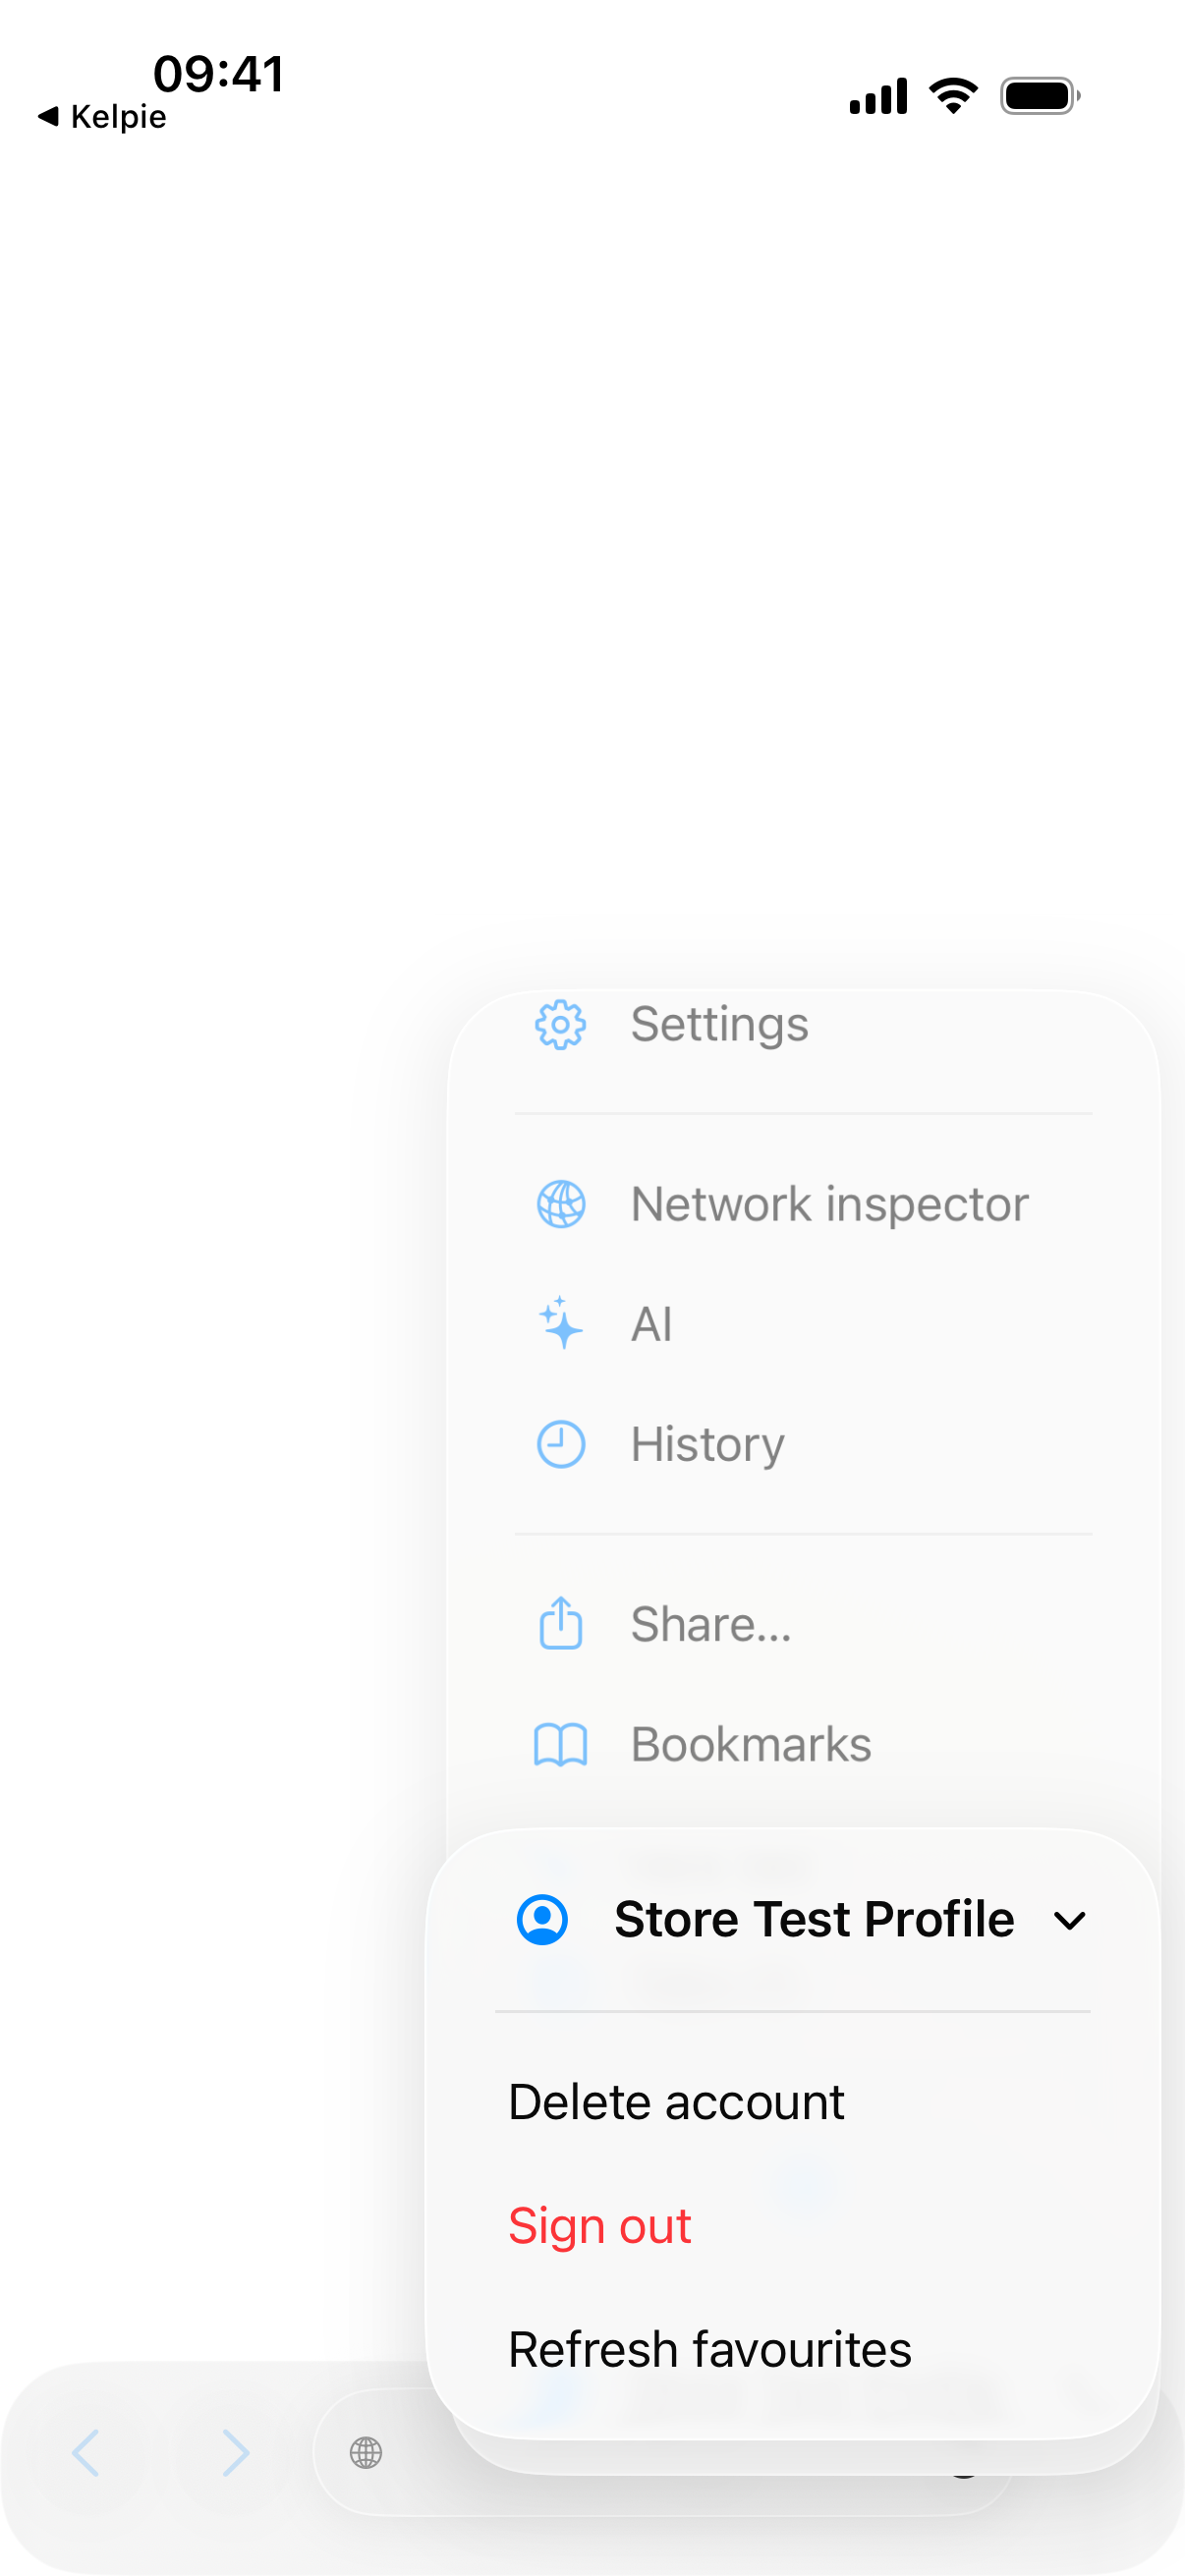 09:41
Kelpie
Settings
Network inspector
AI
History
Share...
Bookmarks
Store Test Profile
Delete account
Sign out
Refresh favourites